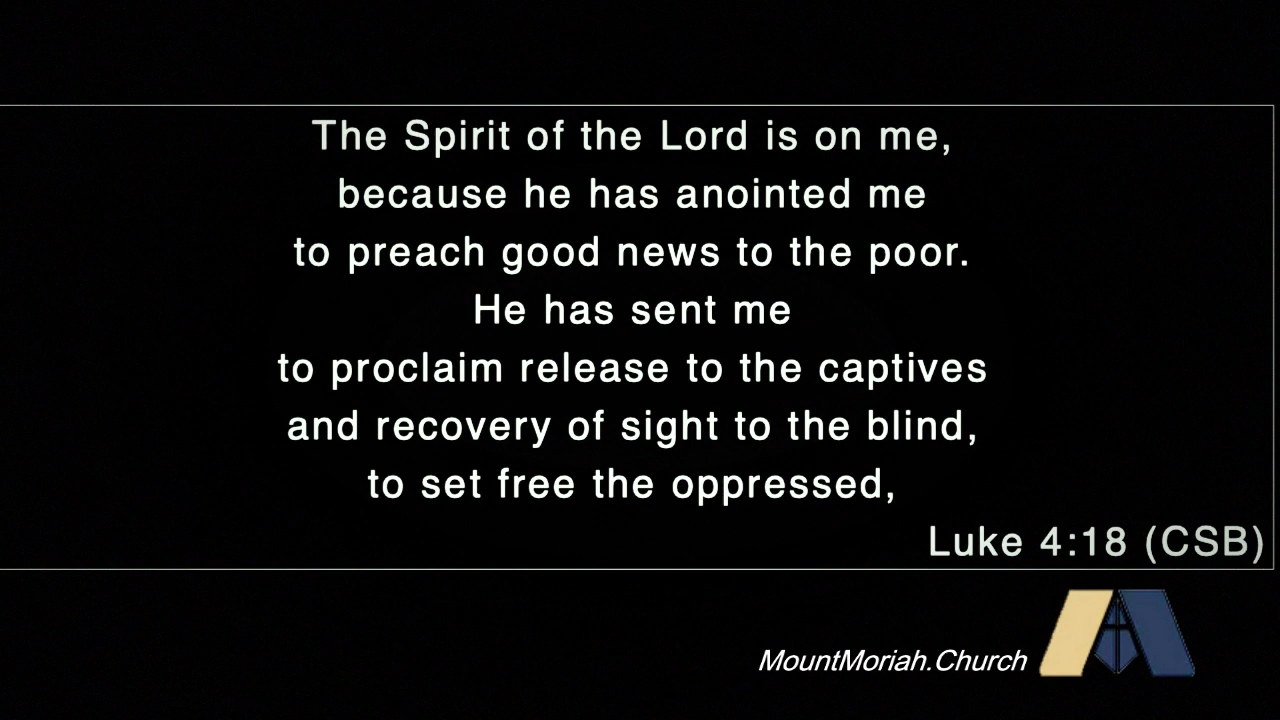 The Spirit of the Lord is on me,
because he has anointed me
to preach good news to the poor.
He has sent me
to proclaim release to the captives
and recovery of sight to the blind,
to set free the oppressed,
Luke 4:18 (CSB)
MountMoriah.Church